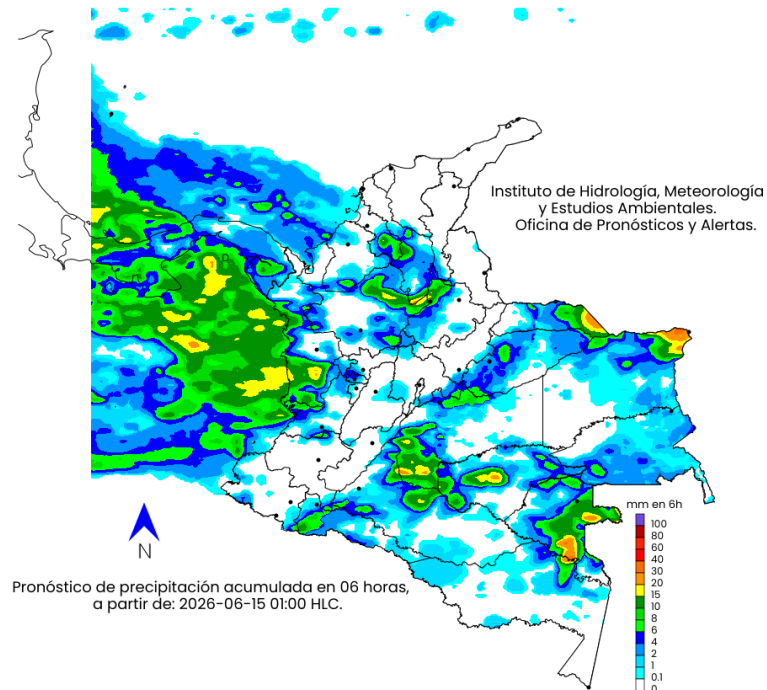 Instituto de Hidrología, Meteorología
y Estudios Ambientales.
Oficina de Pronósticos y Alertas.
mm en 6h
100
80
60
40
30
20
15
10
8
6
4
2
1
0.1
0
N
Pronóstico de precipitación acumulada en 06 horas,
a partir de: 2026-06-15 01:00 HLC.